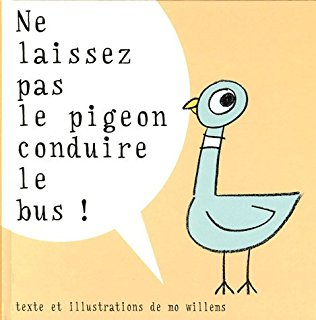 Ne
laissez
pas
le pigeon
conduire
le
bus !
texte et illustrations de mo willems